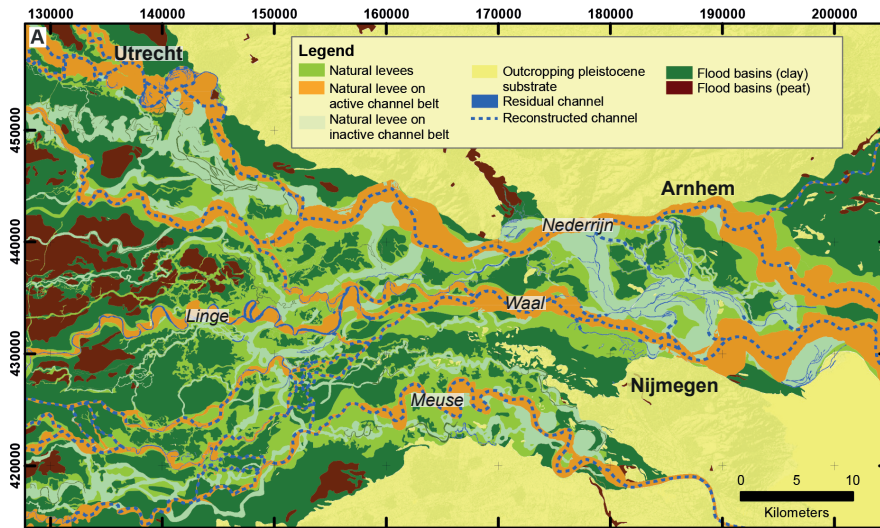 130000 140000 150000 160000 170000 180000 190000 200000
A
Utrecht
Legend
Natural levees
Natural levee on
active channel belt
Natural levee on
inactive channel belt
Outcropping pleistocene
substrate
Residual channel
Reconstructed channel
Flood basins (clay)
Flood basins (peat)
450000
Arnhem
Nederrijn
440000
Linge
Waal
430000
Nijmegen
Meuse
420000
0 5 10
Kilometers